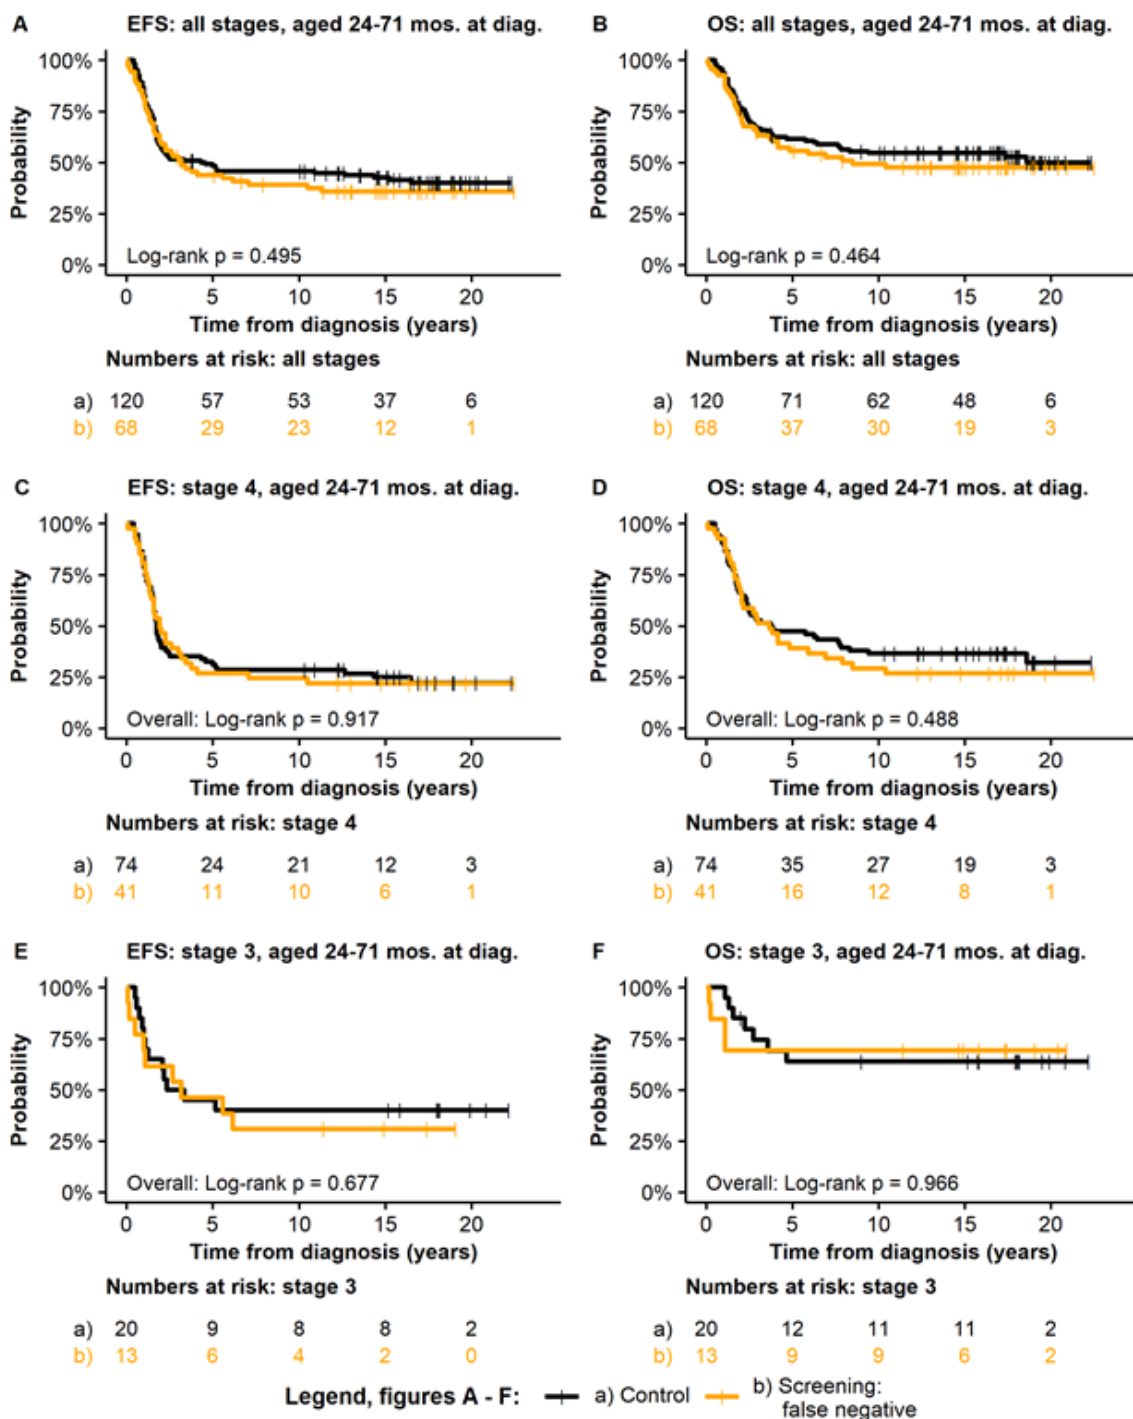 A EFS: all stages, aged 24-71 mos. at diag.
100%
75%
50%
25%
0%
Probability
Log-rank p = 0.495
0 5 10 15 20
Time from diagnosis (years)
Numbers at risk: all stages
a) 120 57 53 37 6
b) 68 29 23 12 1
B OS: all stages, aged 24-71 mos. at diag.
100%
75%
50%
25%
0%
Probability
Log-rank p = 0.464
0 5 10 15 20
Time from diagnosis (years)
Numbers at risk: all stages
a) 120 71 62 48 6
b) 68 37 30 19 3
C EFS: stage 4, aged 24-71 mos. at diag.
100%
75%
50%
25%
0%
Probability
Overall: Log-rank p = 0.917
0 5 10 15 20
Time from diagnosis (years)
Numbers at risk: stage 4
a) 74 24 21 12 3
b) 41 11 10 6 1
D OS: stage 4, aged 24-71 mos. at diag.
100%
75%
50%
25%
0%
Probability
Overall: Log-rank p = 0.488
0 5 10 15 20
Time from diagnosis (years)
Numbers at risk: stage 4
a) 74 35 27 19 3
b) 41 16 12 8 1
E EFS: stage 3, aged 24-71 mos. at diag.
100%
75%
50%
25%
0%
Probability
Overall: Log-rank p = 0.677
0 5 10 15 20
Time from diagnosis (years)
Numbers at risk: stage 3
a) 20 9 8 8 2
b) 13 6 4 2 0
F OS: stage 3, aged 24-71 mos. at diag.
100%
75%
50%
25%
0%
Probability
Overall: Log-rank p = 0.966
0 5 10 15 20
Time from diagnosis (years)
Numbers at risk: stage 3
a) 20 12 11 11 2
b) 13 9 9 6 2
Legend, figures A - F: a) Control b) Screening:
false negative